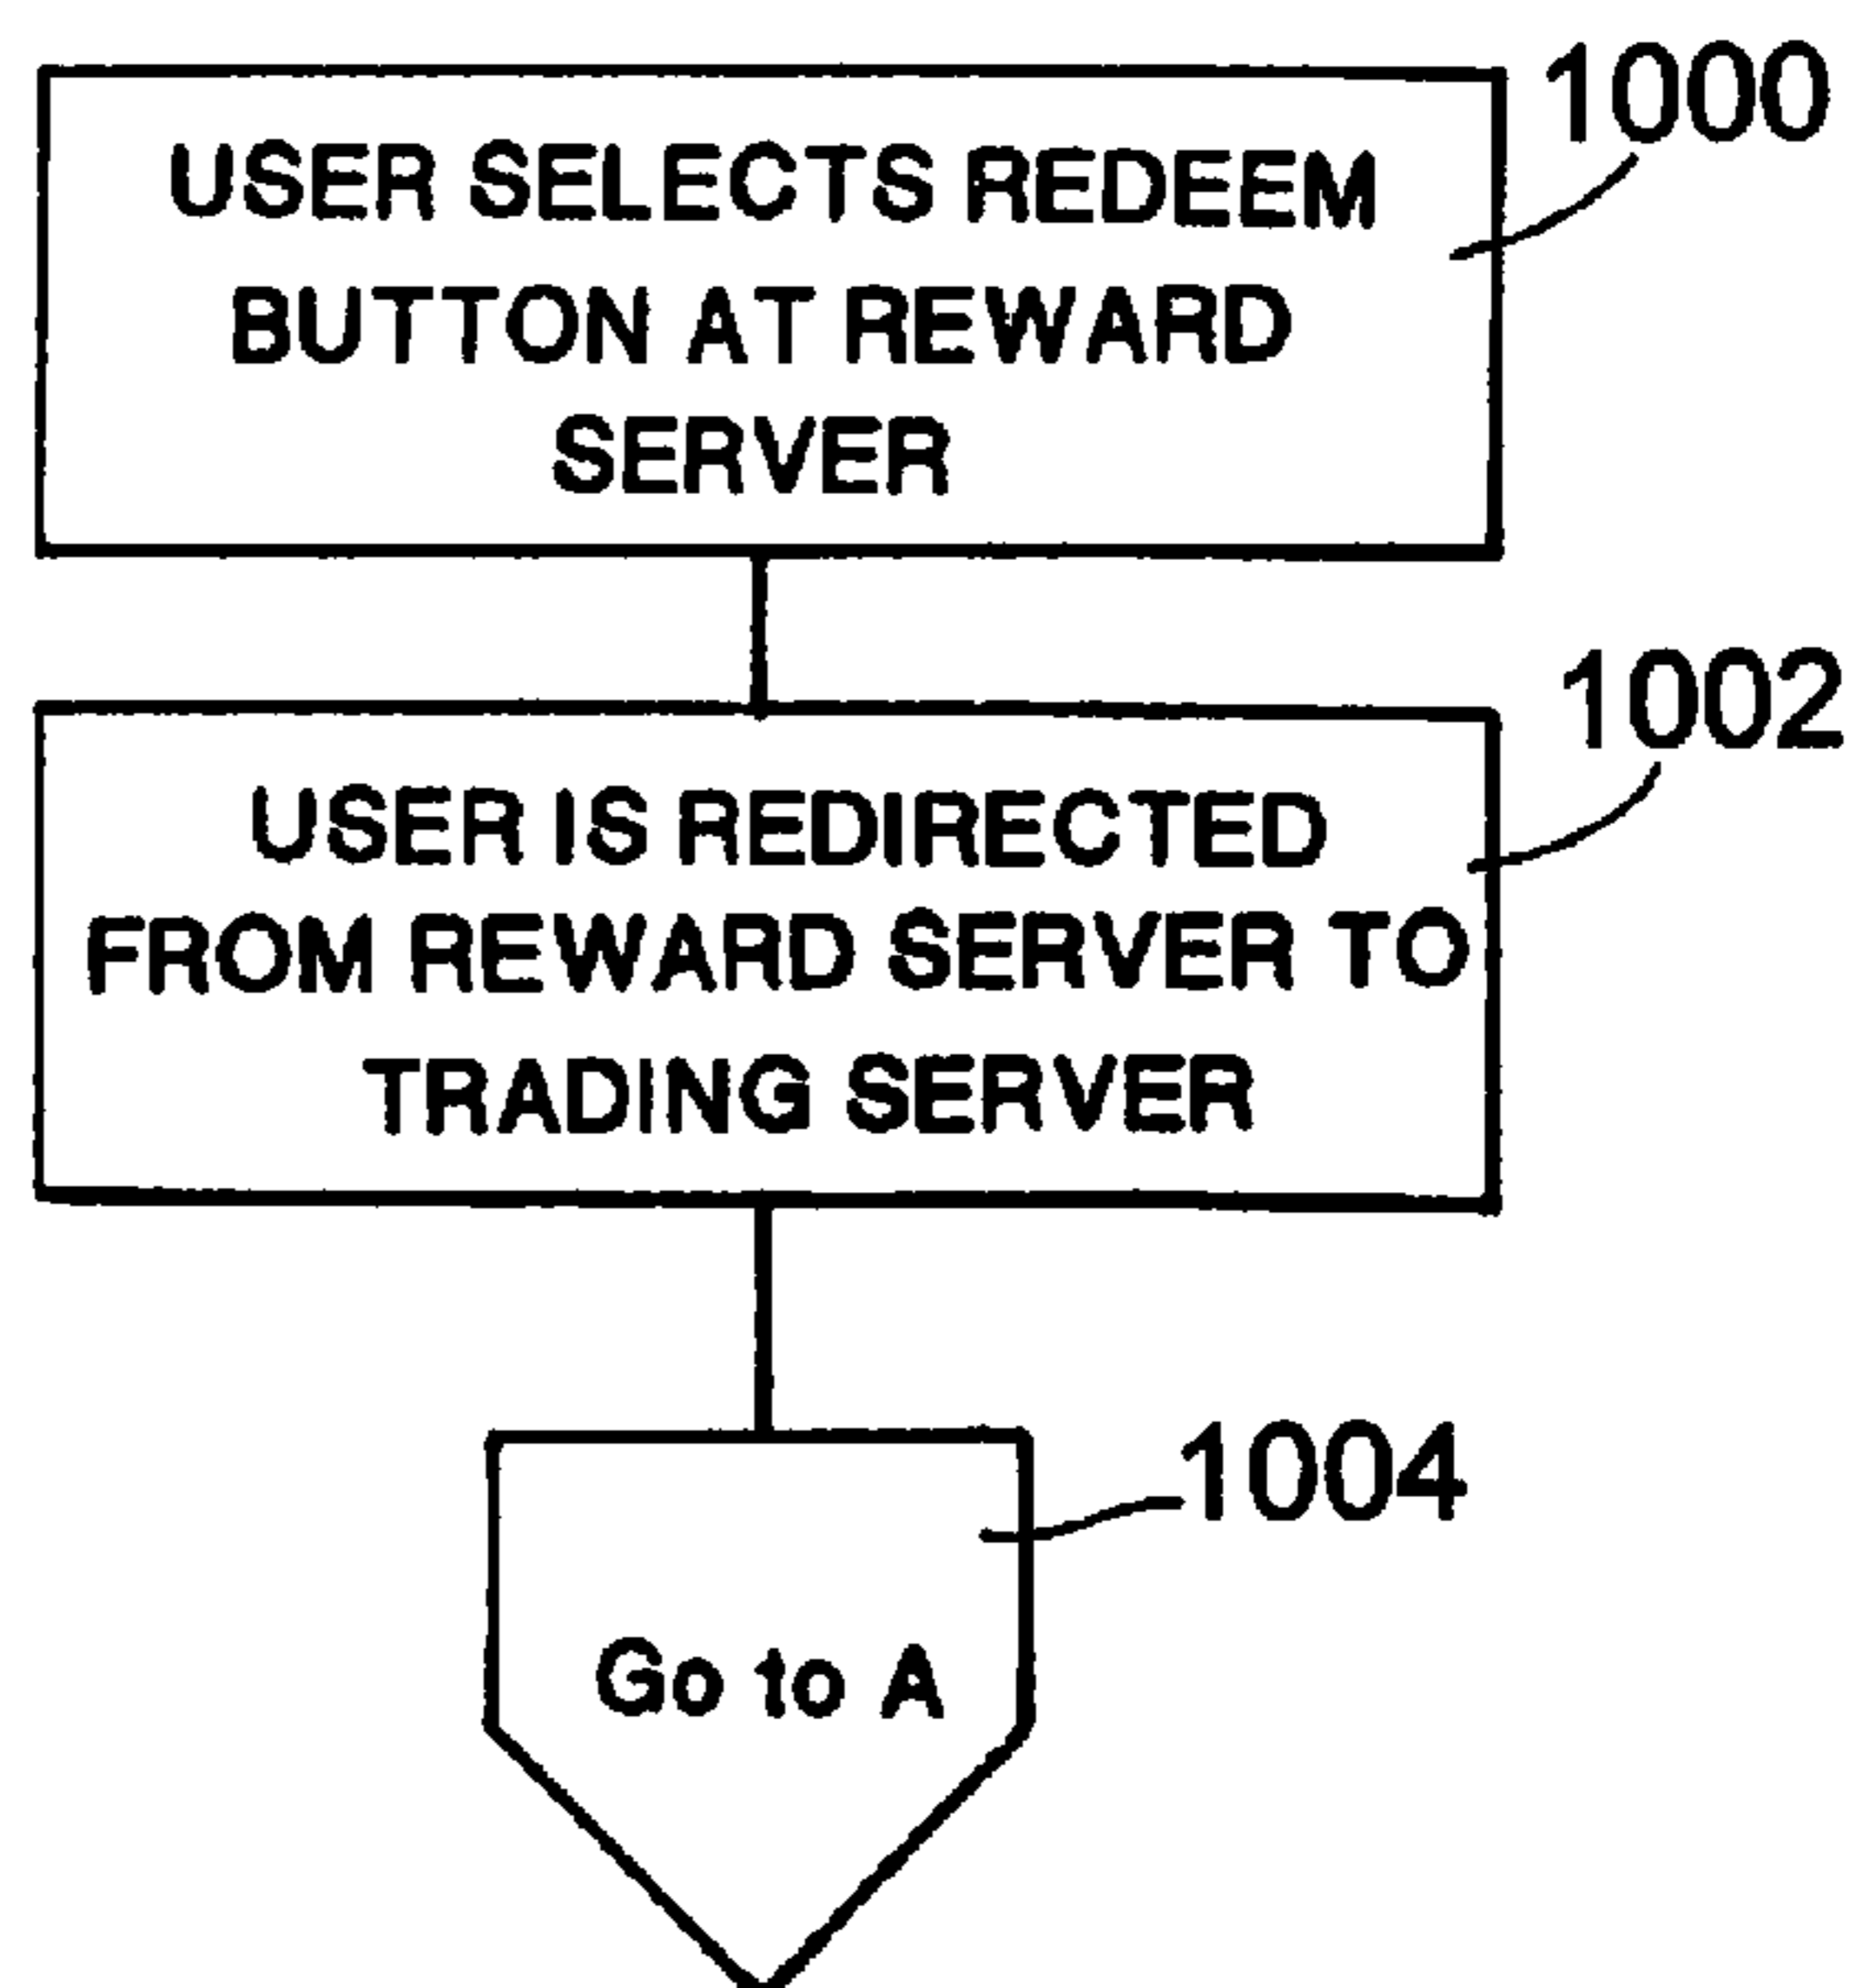 1000
USER SELECTS REDEEM
BUTTON AT REWARD
SERVER
1002
USER IS REDIRECTED
FROM REWARD SERVER TO
TRADING SERVER
1004
Go to A